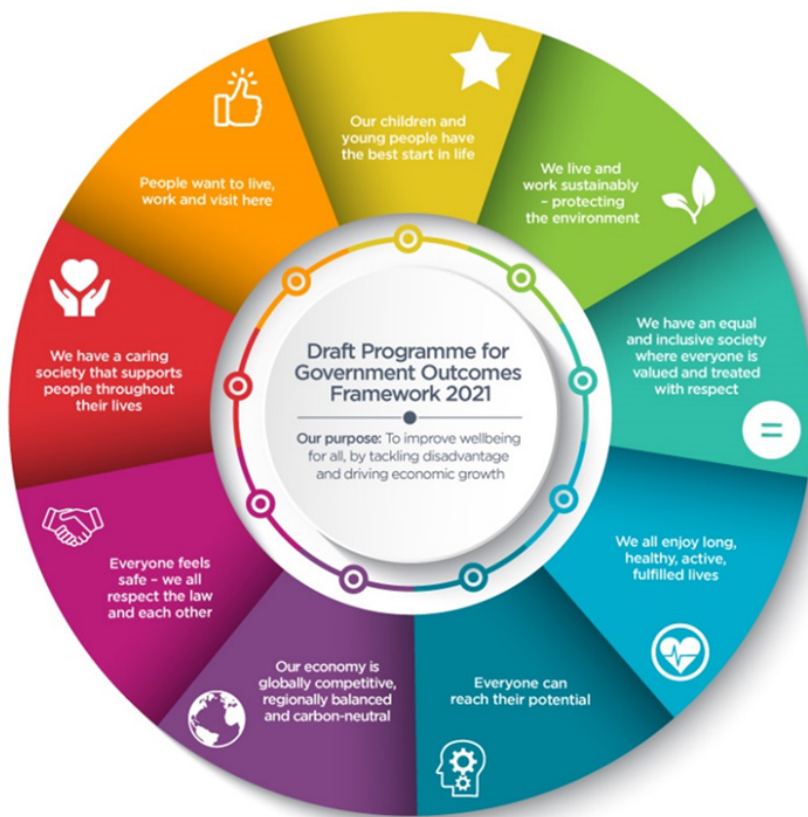 Our children and
young people have
the best start in life
We live and
work sustainably
– protecting
the environment
We have an equal
and inclusive society
where everyone is
valued and treated
with respect
We all enjoy long,
healthy, active,
fulfilled lives
Everyone can
reach their potential
Our economy is
globally competitive,
regionally balanced
and carbon-neutral
Everyone feels
safe – we all
respect the law
and each other
We have a caring
society that supports
people throughout
their lives
People want to live,
work and visit here
Draft Programme for
Government Outcomes
Framework 2021
Our purpose: To improve wellbeing
for all, by tackling disadvantage
and driving economic growth